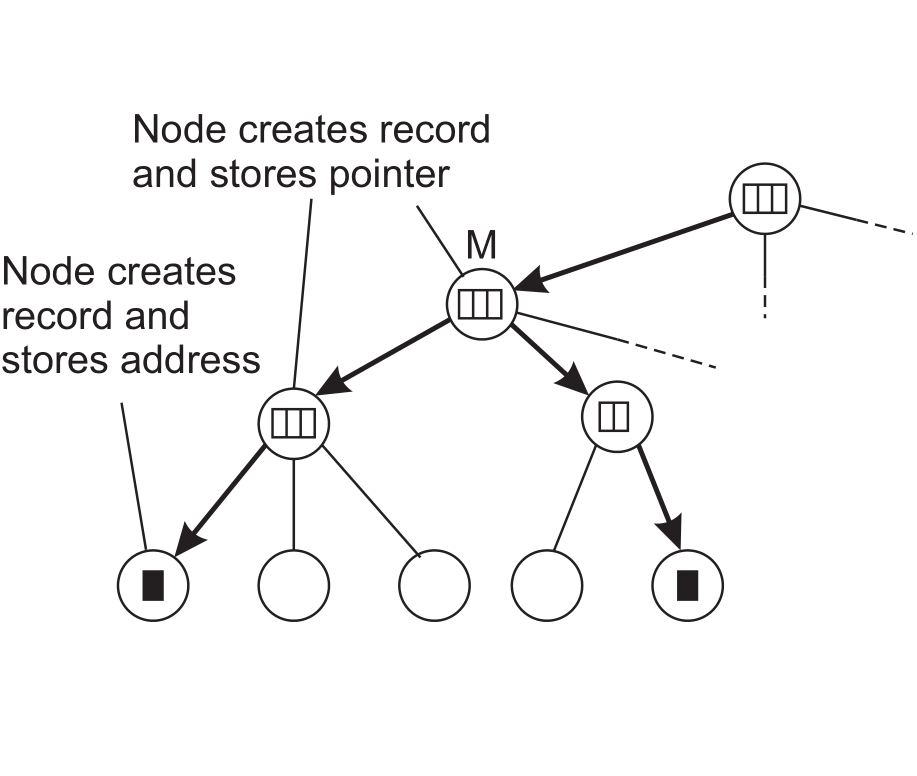 Node creates record
and stores pointer
M
Node creates
record and
stores address